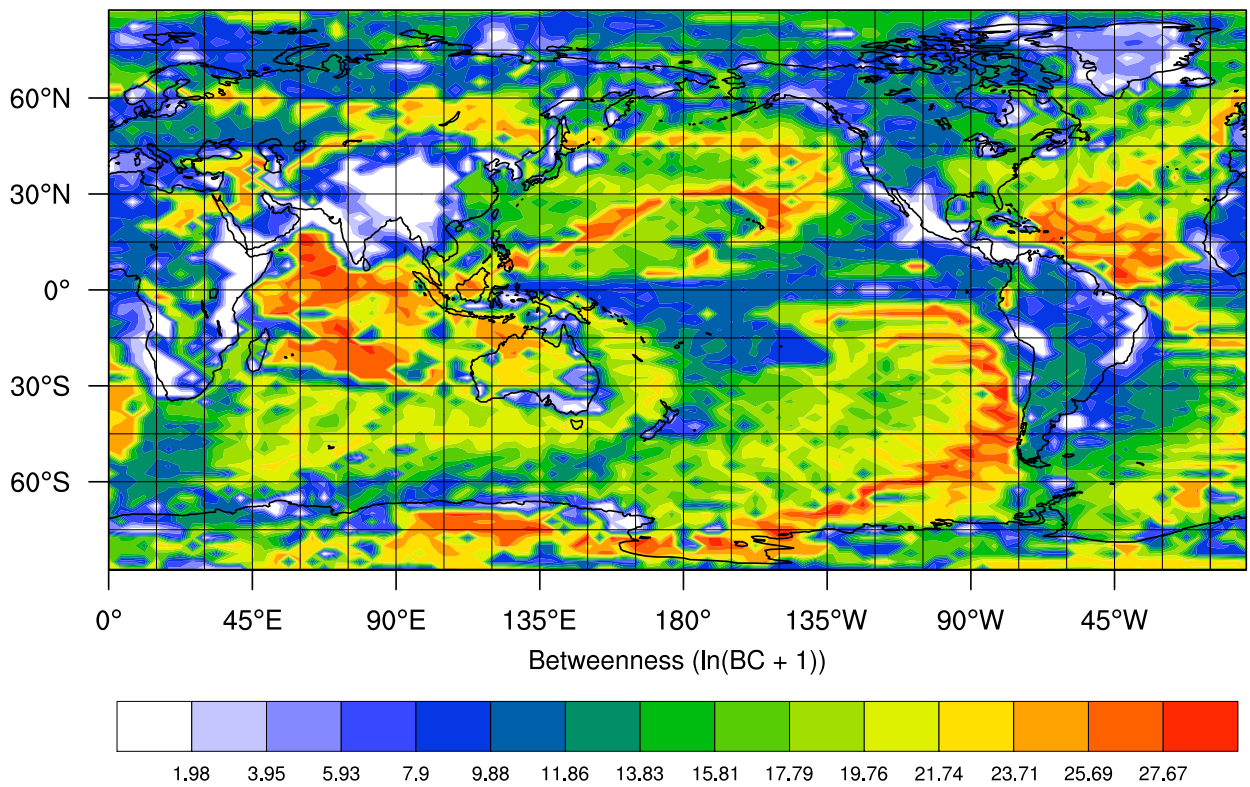 60°N
30°N
0°
30°S
60°S
0° 45°E 90°E 135°E 180° 135°W 90°W 45°W
Betweenness (ln(BC + 1))
1.98 3.95 5.93 7.9 9.88 11.86 13.83 15.81 17.79 19.76 21.74 23.71 25.69 27.67